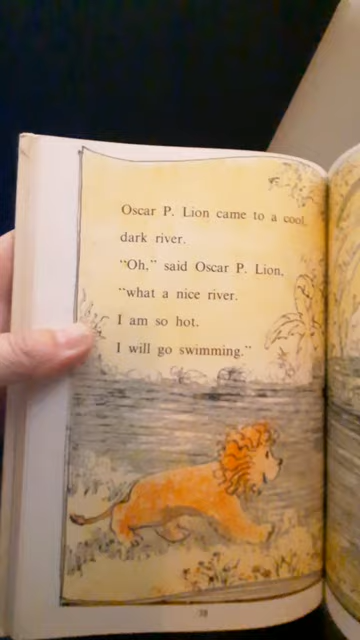 Oscar P. Lion came to a cool,
dark river.
"Oh," said Oscar P. Lion,
"what a nice river.
I am so hot.
I will go swimming."